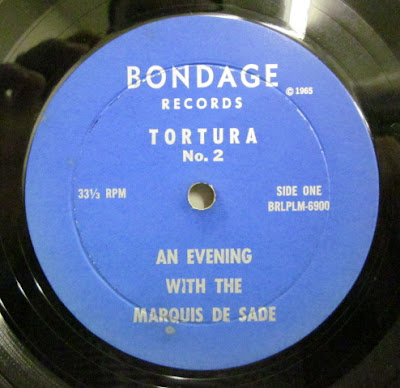 BONDAGE
© 1965
RECORDS
TORTURA
No. 2
33⅓ RPM
SIDE ONE
BRLPLM-6900
AN EVENING
WITH THE
MARQUIS DE SADE